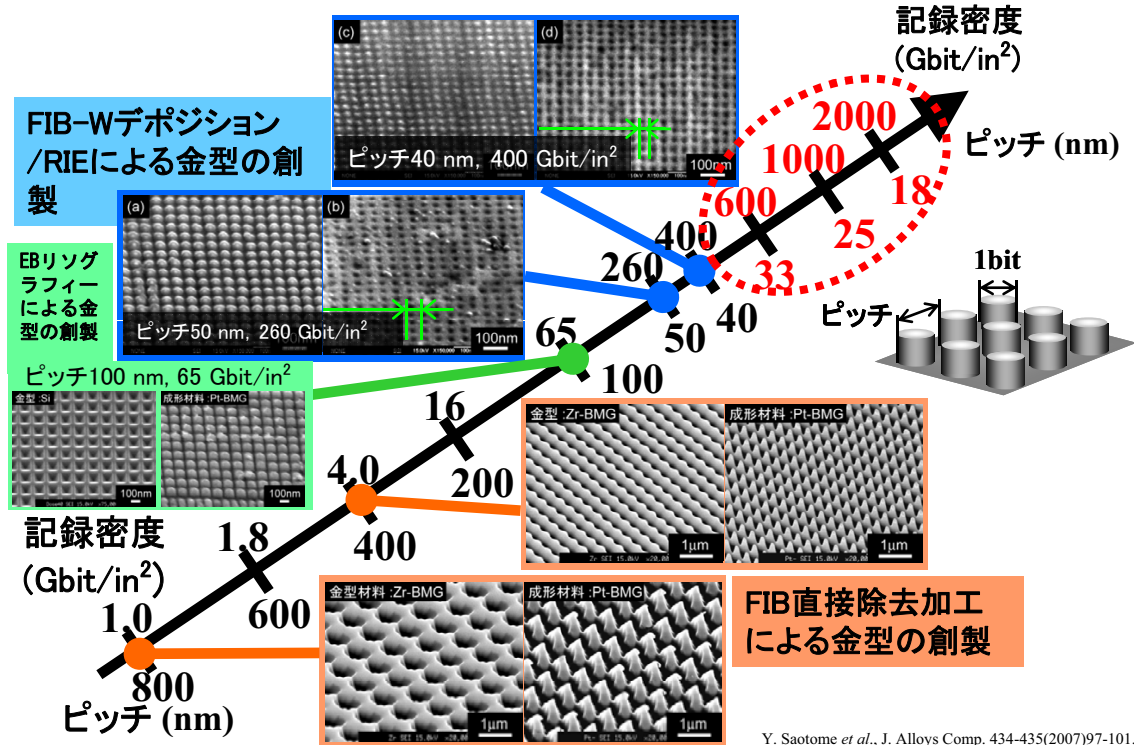 記録密度
(Gbit/in²)
(c)
(d)
FIB-Wデポジション
/RIEによる金型の創
製
ピッチ40 nm, 400 Gbit/in²
100nm
2000
ピッチ (nm)
1000
18
600
25
400
33
(a)
(b)
ピッチ50 nm, 260 Gbit/in²
100nm
260
40
50
1bit
ピッチ
EBリソグ
ラフィー
による金
型の創製
ピッチ100 nm, 65 Gbit/in²
金型:Si
成形材料:Pt-BMG
100nm
100nm
65
100
16
200
金型:Zr-BMG
成形材料:Pt-BMG
1μm
1μm
4.0
400
記録密度
(Gbit/in²)
1.8
600
1.0
800
ピッチ (nm)
金型材料:Zr-BMG
成形材料:Pt-BMG
1μm
1μm
FIB直接除去加工
による金型の創製
Y. Saotome et al., J. Alloys Comp. 434-435(2007)97-101.